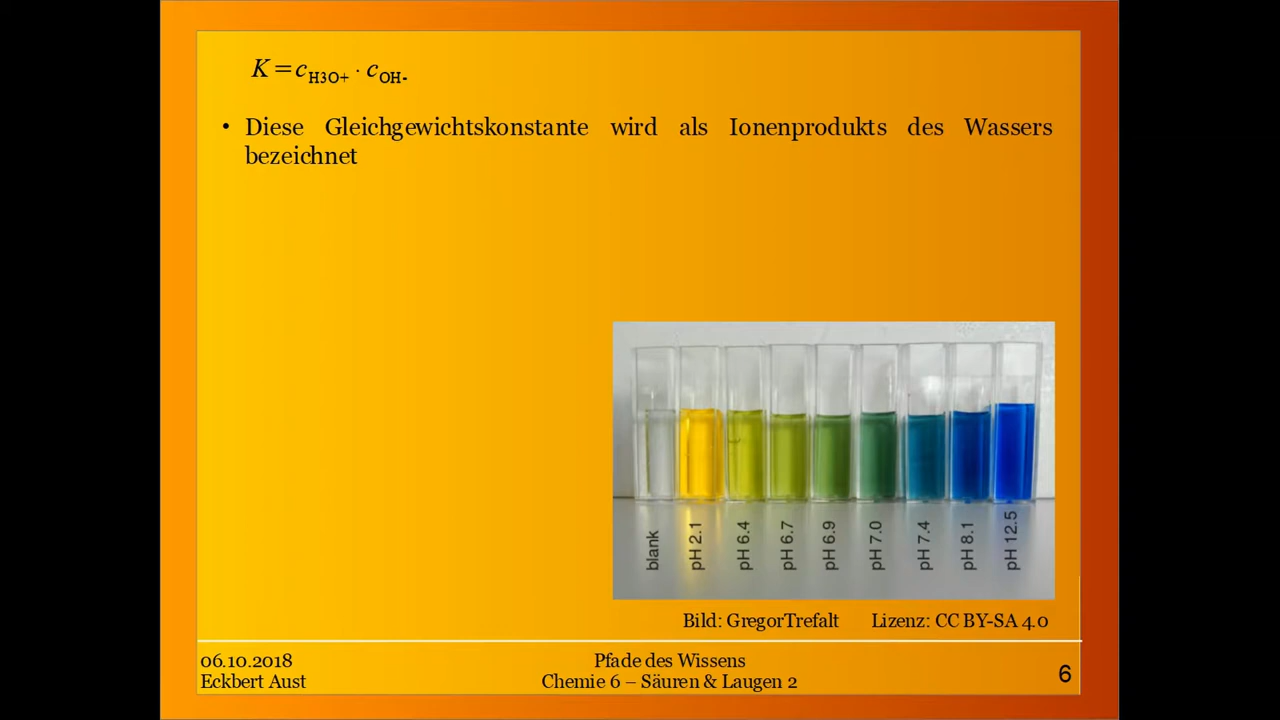 K = c H3O+ · c OH-
• Diese Gleichgewichtskonstante wird als Ionenprodukts des Wassers
bezeichnet
blank
pH 2.1
pH 6.4
pH 6.7
pH 6.9
pH 7.0
pH 7.4
pH 8.1
pH 12.5
Bild: GregorTrefalt Lizenz: CC BY-SA 4.0
06.10.2018
Eckbert Aust
Pfade des Wissens
Chemie 6 – Säuren & Laugen 2
6